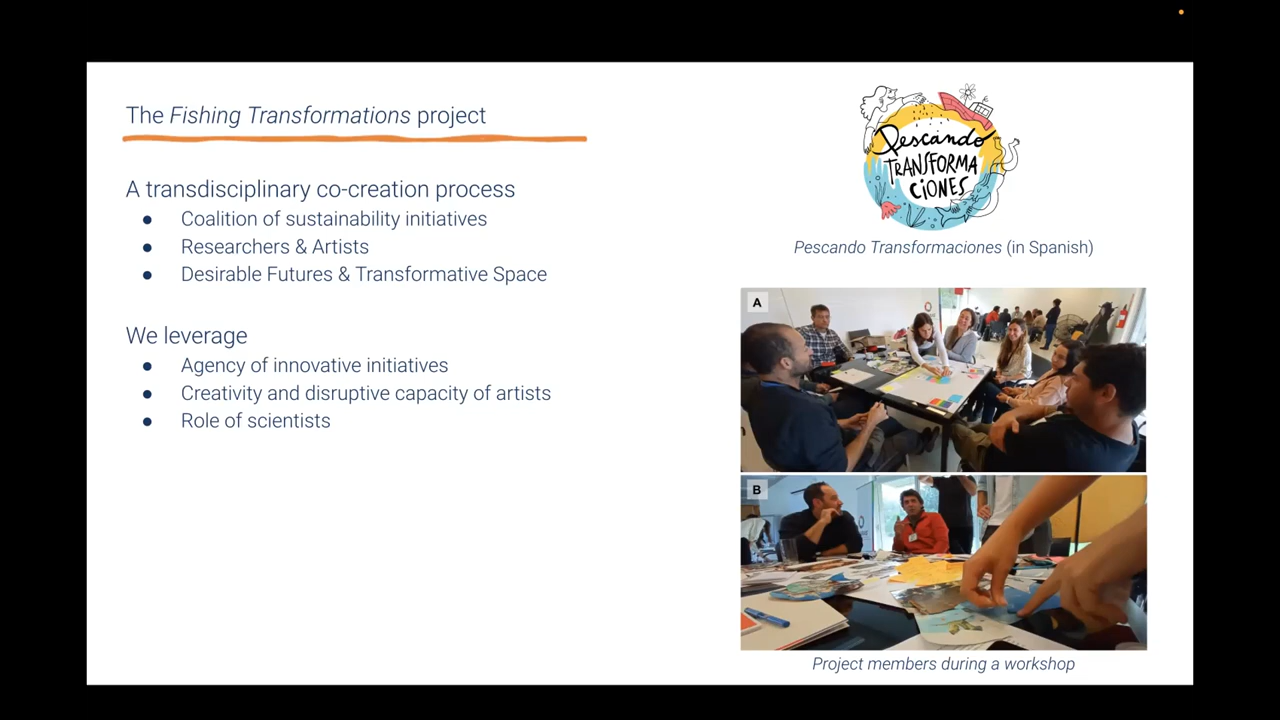 The Fishing Transformations project
A transdisciplinary co-creation process
● Coalition of sustainability initiatives
● Researchers & Artists
● Desirable Futures & Transformative Space
We leverage
● Agency of innovative initiatives
● Creativity and disruptive capacity of artists
● Role of scientists
Pescando
TRANSFORMA
CIONES
Pescando Transformaciones (in Spanish)
A
B
Project members during a workshop